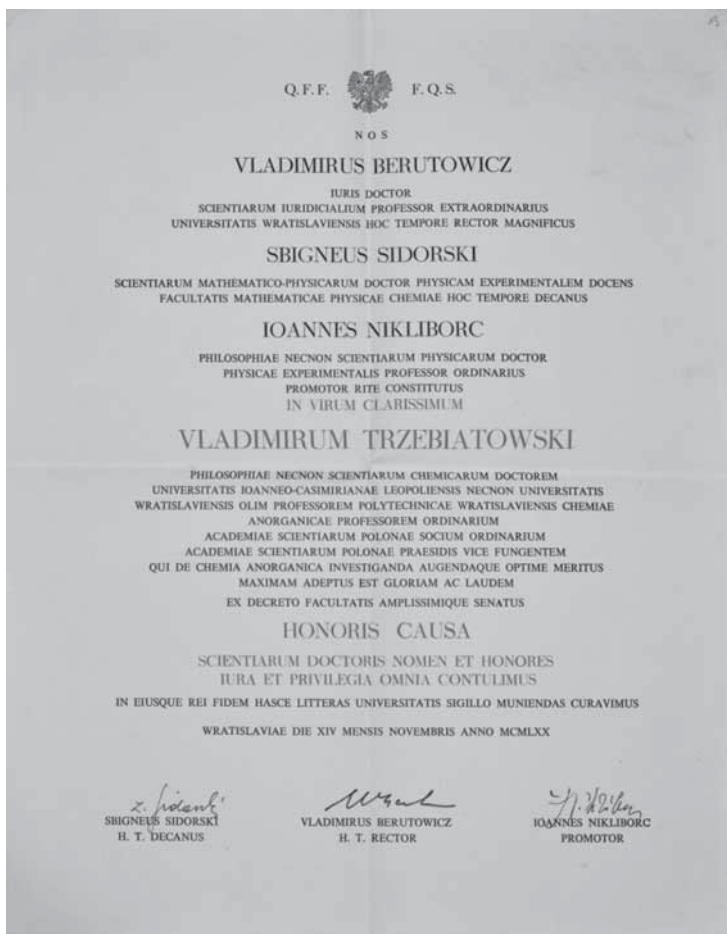 Q. F. F. F. Q. S.
NOS
VLADIMIRUS BERUTOWICZ
IURIS DOCTOR
SCIENTIARUM IURIDICIALIUM PROFESSOR EXTRAORDINARIUS
UNIVERSITATIS WRATISLAVIENSIS HOC TEMPORE RECTOR MAGNIFICUS
SBIGNEUS SIDORSKI
SCIENTIARUM MATHEMATICO-PHYSICARUM DOCTOR PHYSICAM EXPERIMENTALEM DOCENS
FACULTATIS MATHEMATICAE PHYSICAE CHEMIAE HOC TEMPORE DECANUS
IOANNES NIKLIBORC
PHILOSOPHIAE NECNON SCIENTIARUM PHYSICARUM DOCTOR
PHYSICAE EXPERIMENTALIS PROFESSOR ORDINARIUS
PROMOTOR RITE CONSTITUTUS
IN VIRUM CLARISSIMUM
VLADIMIRUM TRZEBIATOWSKI
PHILOSOPHIAE NECNON SCIENTIARUM CHEMICARUM DOCTOREM
UNIVERSITATIS IOANNEO-CASIMIRIANAE LEOPOLIENSIS NECNON UNIVERSITATIS
WRATISLAVIENSIS OLIM PROFESSOREM POLYTECHNICAE WRATISLAVIENSIS CHEMIAE
ANORGANICAE PROFESSOREM ORDINARIUM
ACADEMIAE SCIENTIARUM POLONAE SOCIUM ORDINARIUM
ACADEMIAE SCIENTIARUM POLONAE PRAESIDIS VICE FUNGENTEM
QUI DE CHEMIA ANORGANICA INVESTIGANDA AUGENDAQUE OPTIME MERITUS
MAXIMAM ADEPTUS EST GLORIAM AC LAUDEM
EX DECRETO FACULTATIS AMPLISSIMIQUE SENATUS
HONORIS CAUSA
SCIENTIARUM DOCTORIS NOMEN ET HONORES
IURA ET PRIVILEGIA OMNIA CONTULIMUS
IN EIUSQUE REI FIDEM HASCE LITTERAS UNIVERSITATIS SIGILLO MUNIENDAS CURAVIMUS
WRATISLAVIAE DIE XIV MENSIS NOVEMBRIS ANNO MCMLXX
SBIGNEUS SIDORSKI VLADIMIRUS BERUTOWICZ IOANNES NIKLIBORC
H. T. DECANUS H. T. RECTOR PROMOTOR